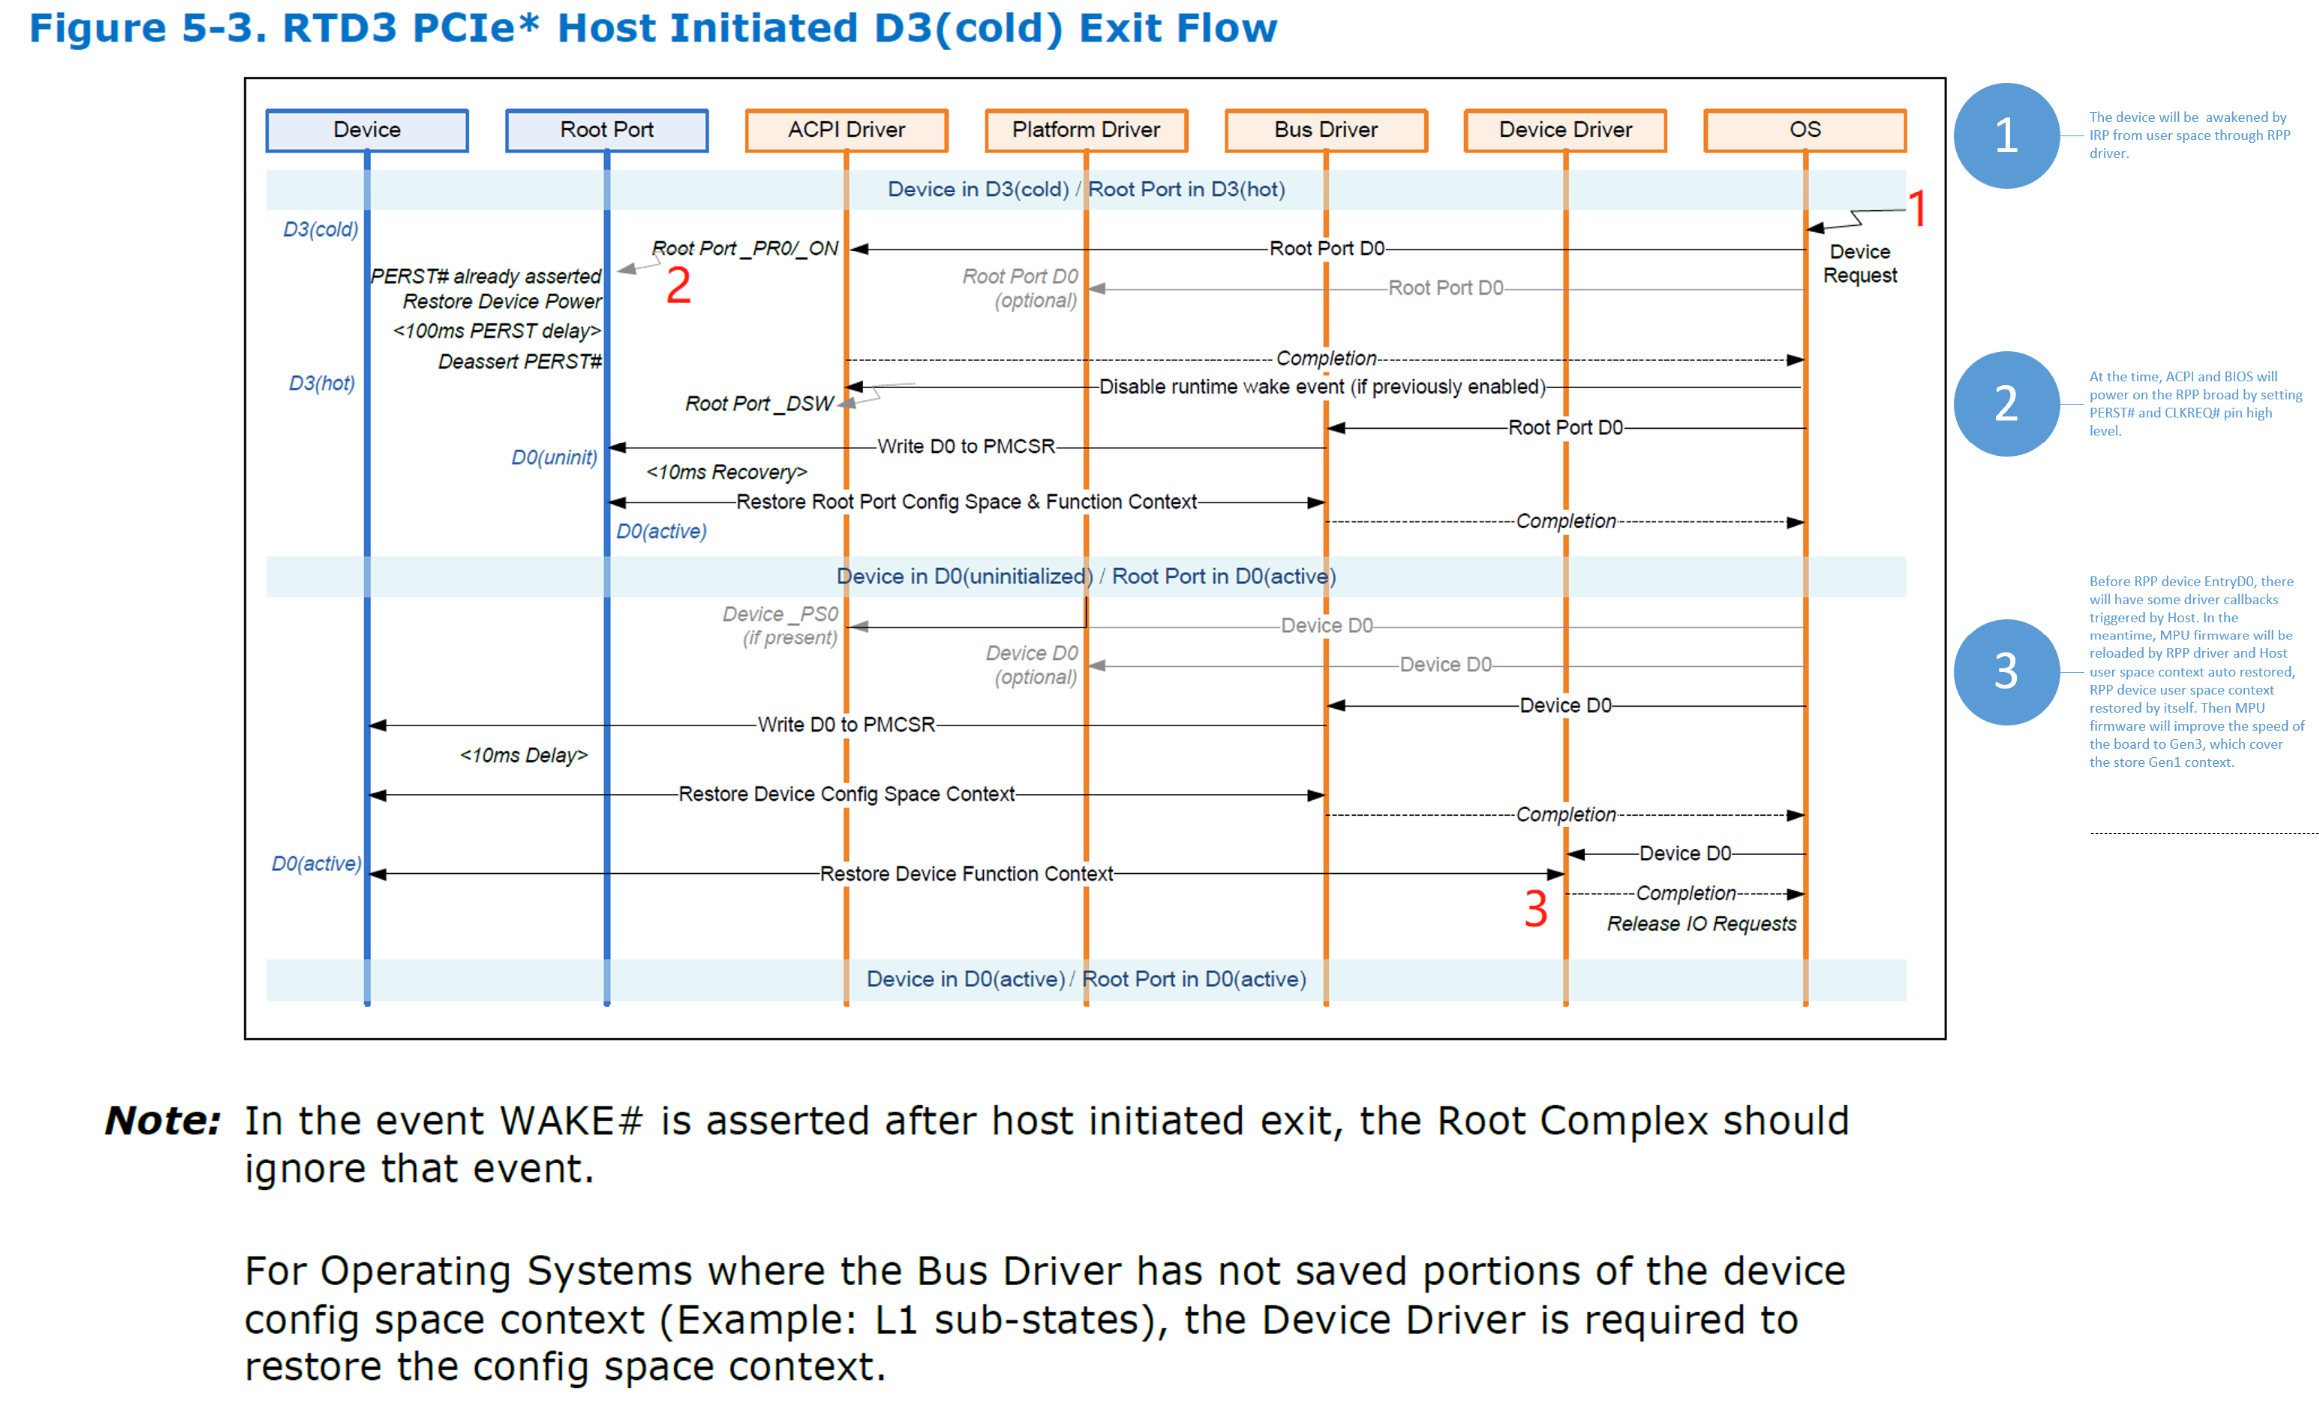 Figure 5-3. RTD3 PCIe* Host Initiated D3(cold) Exit Flow
Device
Root Port
ACPI Driver
Platform Driver
Bus Driver
Device Driver
OS
Device in D3(cold) / Root Port in D3(hot)
1
D3(cold)
Root Port _PR0/_ON
Root Port D0
Device
Request
PERST# already asserted
2
Root Port D0
(optional)
Root Port D0
Restore Device Power
<100ms PERST delay>
Deassert PERST#
Completion
D3(hot)
Disable runtime wake event (if previously enabled)
Root Port _DSW
Root Port D0
Write D0 to PMCSR
D0(uninit)
<10ms Recovery>
Restore Root Port Config Space & Function Context
Completion
D0(active)
Device in D0(uninitialized) / Root Port in D0(active)
Device _PS0
(if present)
Device D0
Device D0
(optional)
Device D0
Device D0
Write D0 to PMCSR
<10ms Delay>
Restore Device Config Space Context
Completion
Device D0
D0(active)
Restore Device Function Context
3
Completion
Release IO Requests
Device in D0(active) / Root Port in D0(active)
1
The device will be awakened by
IRP from user space through RPP
driver.
2
At the time, ACPI and BIOS will
power on the RPP broad by setting
PERST# and CLKREQ# pin high
level.
3
Before RPP device EntryD0, there
will have some driver callbacks
triggered by Host. In the
meantime, MPU firmware will be
reloaded by RPP driver and Host
user space context auto restored,
RPP device user space context
restored by itself. Then MPU
firmware will improve the speed of
the board to Gen3, which cover
the store Gen1 context.
Note: In the event WAKE# is asserted after host initiated exit, the Root Complex should
ignore that event.
For Operating Systems where the Bus Driver has not saved portions of the device
config space context (Example: L1 sub-states), the Device Driver is required to
restore the config space context.